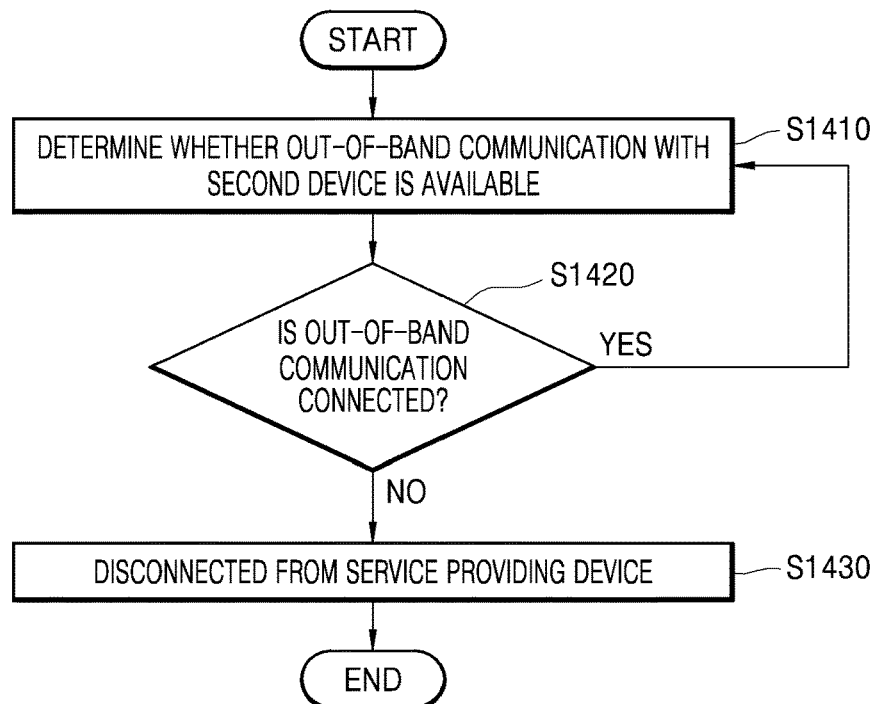 START
DETERMINE WHETHER OUT-OF-BAND COMMUNICATION WITH
SECOND DEVICE IS AVAILABLE
S1410
S1420
IS OUT-OF-BAND
COMMUNICATION
CONNECTED?
YES
NO
DISCONNECTED FROM SERVICE PROVIDING DEVICE
S1430
END